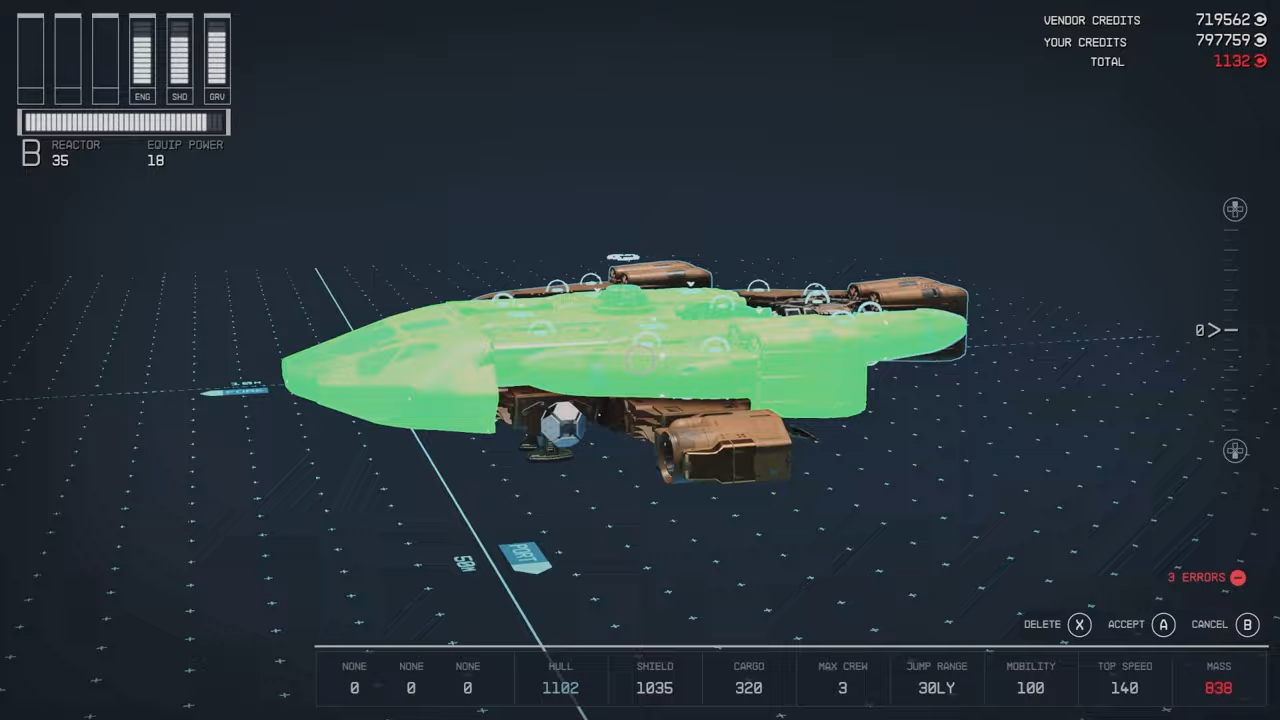 VENDOR CREDITS 719562
YOUR CREDITS 797759
TOTAL 1132
ENG SHD GRV
B REACTOR 35
EQUIP POWER 18
0
PORT
50M
3 ERRORS
DELETE X ACCEPT A CANCEL B
NONE NONE NONE HULL SHIELD CARGO MAX CREW JUMP RANGE MOBILITY TOP SPEED MASS
0 0 0 1102 1035 320 3 30LY 100 140 838